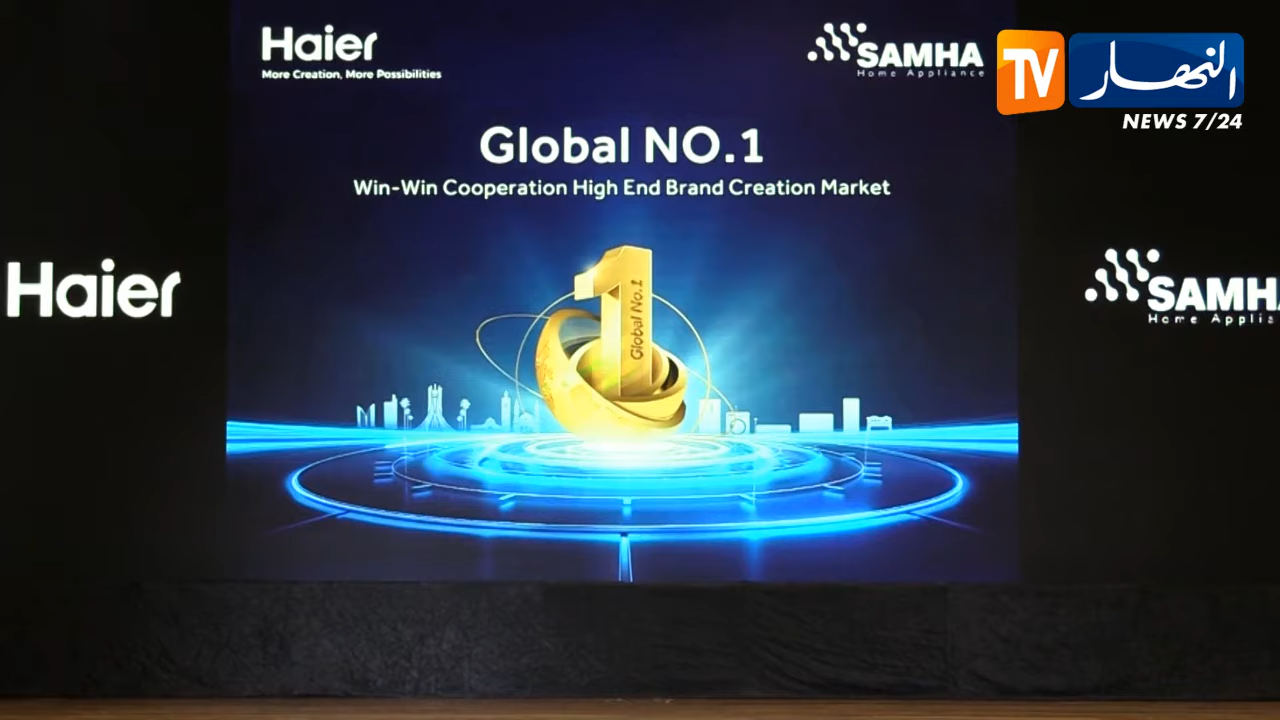 Haier
More Creation, More Possibilities
SAMHA
Home Appliance
TV
النهار
NEWS 7/24
Global NO.1
Win-Win Cooperation High End Brand Creation Market
Global No.1
Haier
SAMHA
Home Applia